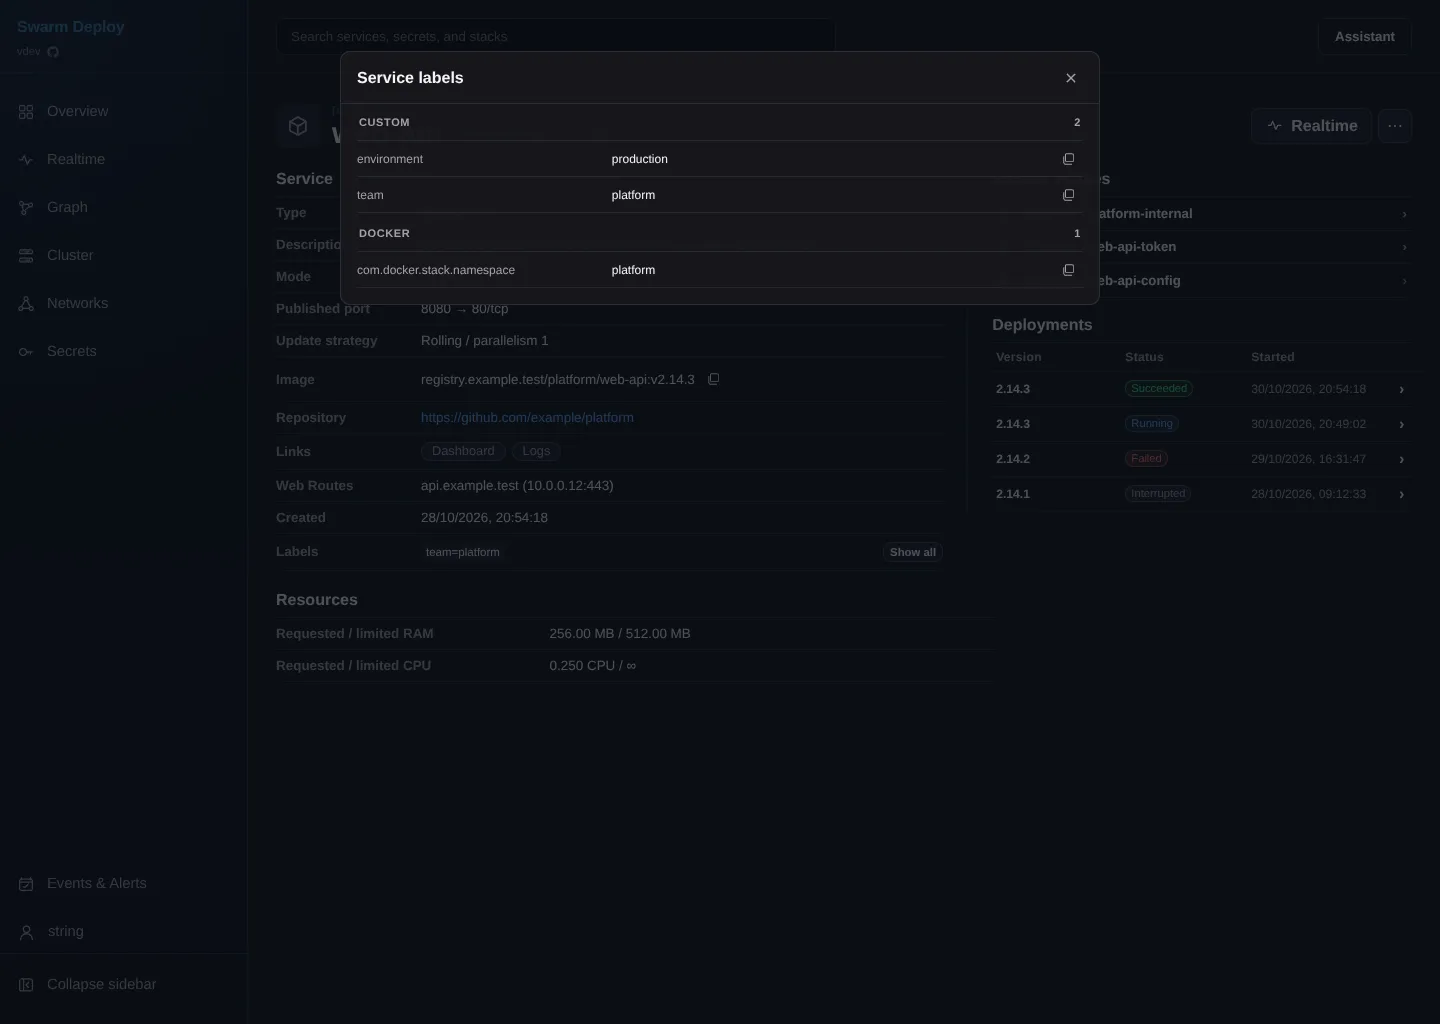 Swarm Deploy
vdev
Search services, secrets, and stacks
Assistant
Overview
Realtime
Graph
Cluster
Networks
Secrets
Events & Alerts
string
Collapse sidebar
Service labels
CUSTOM 2
environment production
team platform
DOCKER 1
com.docker.stack.namespace platform
Realtime
Service
Type
Mode
Published port 8080 → 80/tcp
Update strategy Rolling / parallelism 1
Image registry.example.test/platform/web-api:v2.14.3
Repository https://github.com/example/platform
Links Dashboard Logs
Web Routes api.example.test (10.0.0.12:443)
Created 28/10/2026, 20:54:18
Labels team=platform Show all
Resources
Requested / limited RAM 256.00 MB / 512.00 MB
Requested / limited CPU 0.250 CPU / ∞
Deployments
Version Status Started
2.14.3 Succeeded 30/10/2026, 20:54:18
2.14.3 Running 30/10/2026, 20:49:02
2.14.2 Failed 29/10/2026, 16:31:47
2.14.1 Interrupted 28/10/2026, 09:12:33